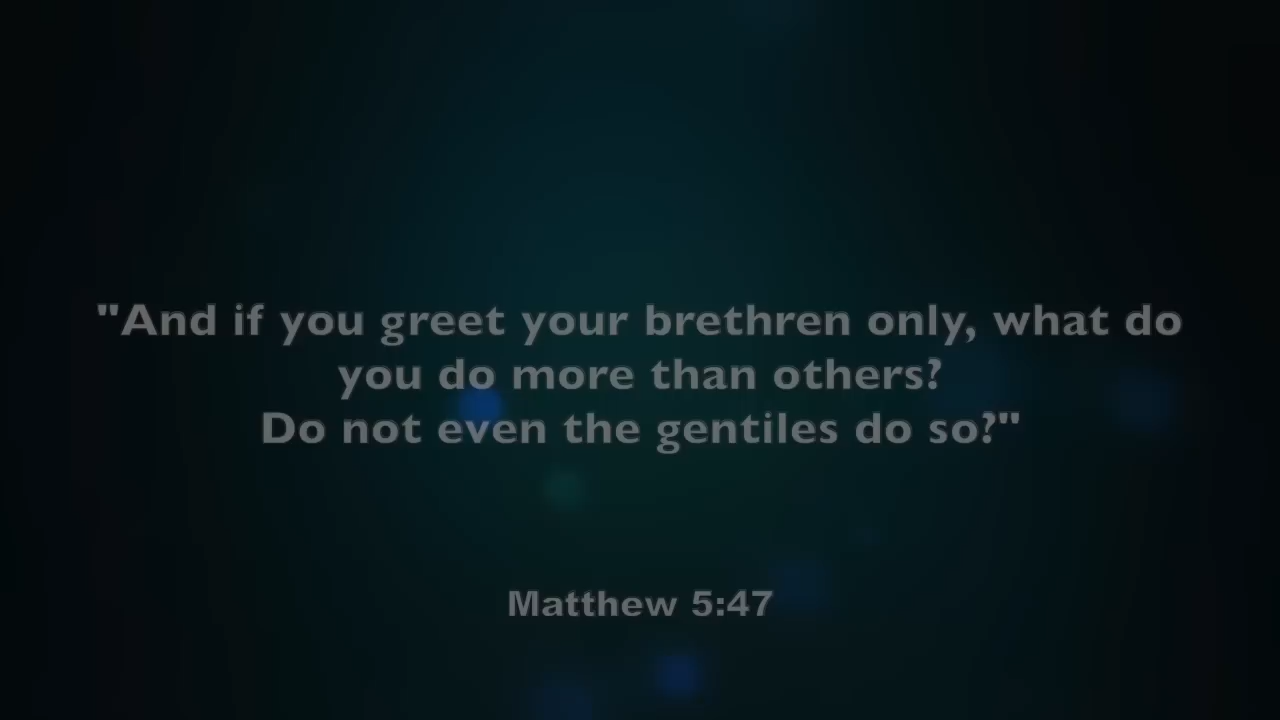 "And if you greet your brethren only, what do
you do more than others?
Do not even the gentiles do so?"
Matthew 5:47